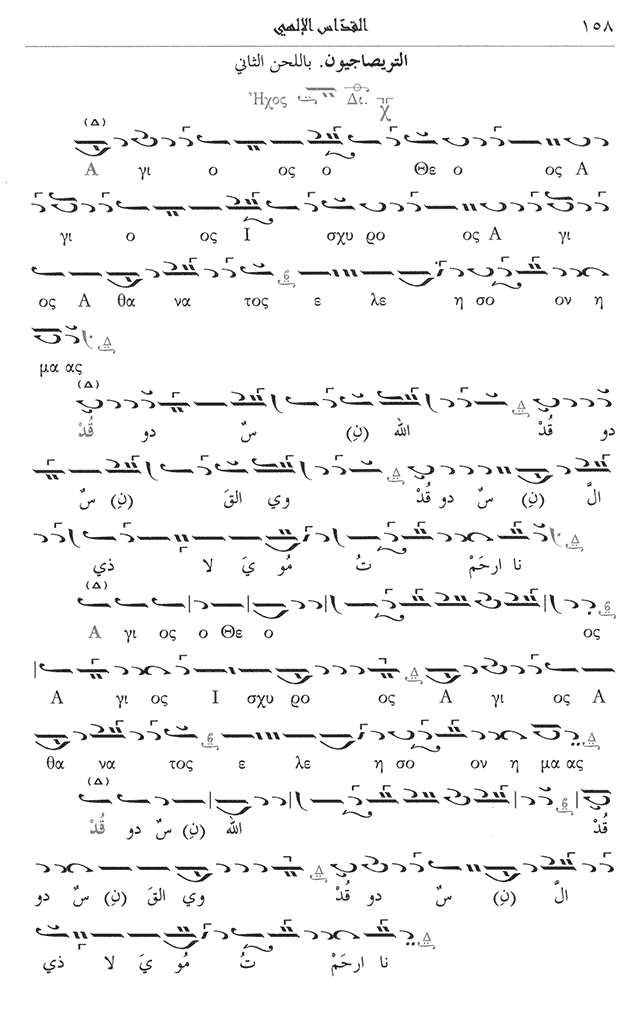 القدّاس الإلهي ١٥٨
التريصاجيون. باللحن الثاني
Ἦχος Δι.
(Δ)
Α γι ο ος ο Θε ο ος Α
γι ο ος Ι σχυ ρο ος Α γι
ος Α θα να τος ε λε η σο ον η
μα ας
(Δ)
قُدْ دو سٌ (نِ) الله قُدْ دو
سٌ (نِ) القَ وي قُدْ دو سٌ (نِ) الَّ
ذي لا يَ مُو تُ ارحَمْ نا
(Δ)
Α γι ος ο Θε ο ος
Α γι ος Ι σχυ ρο ος Α γι ος Α
θα να τος ε λε η σο ον η μα ας
(Δ)
قُدْ دو سٌ (نِ) الله قُدْ
دو سٌ (نِ) القَ وي قُدْ دو سٌ (نِ) الَّ
ذي لا يَ مُو تُ ارحَمْ نا